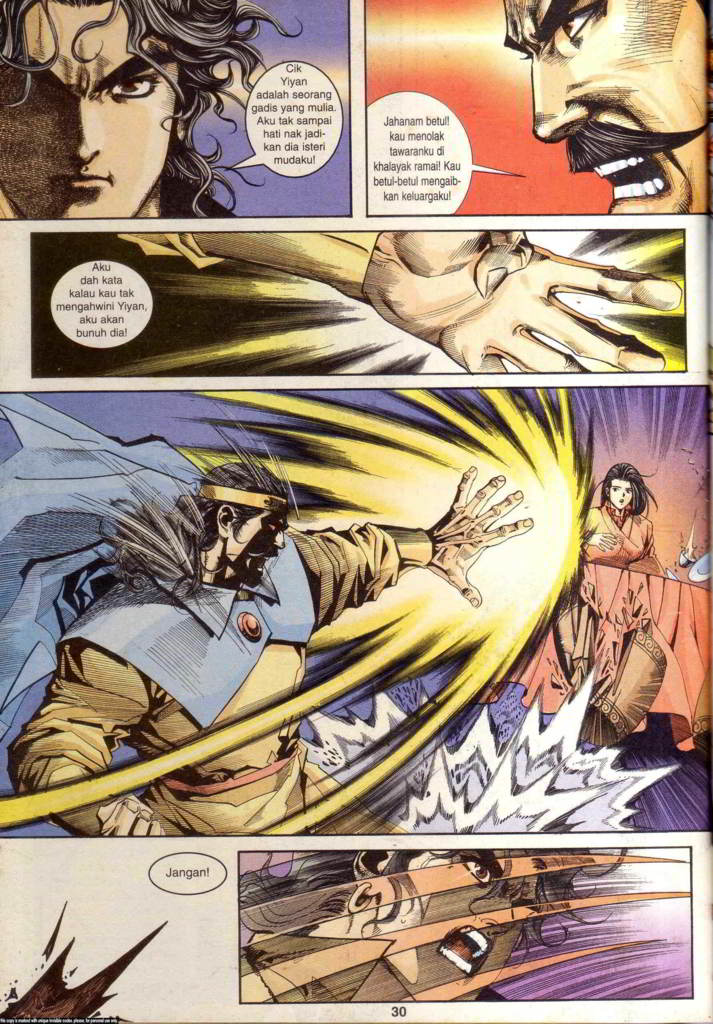 Cik
Yiyan
adalah seorang
gadis yang mulia.
Aku tak sampai
hati nak jadi-
kan dia isteri
mudaku!
Jahanam betul!
kau menolak
tawaranku di
khalayak ramai! Kau
betul-betul mengaib-
kan keluargaku!
Aku
dah kata
kalau kau tak
mengahwini Yiyan,
aku akan
bunuh dia!
Jangan!
30